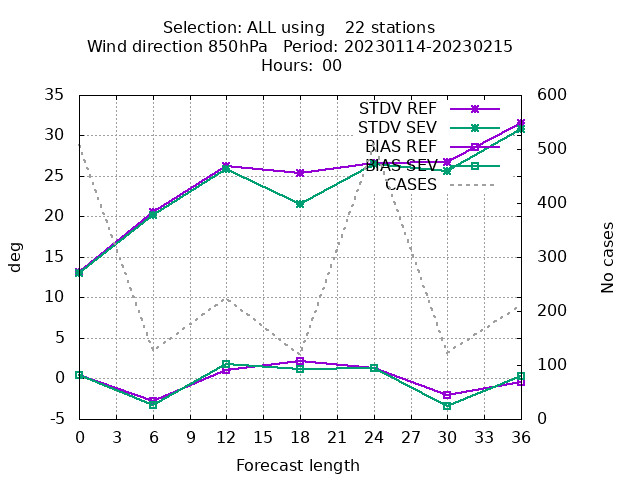 Selection: ALL using    22 stations
Wind direction 850hPa   Period: 20230114-20230215
Hours: 00
35
30
25
20
15
10
5
0
-5
600
500
400
300
200
100
0
STDV REF
STDV SEV
BIAS REF
BIAS SEV
CASES
deg
No cases
0 3 6 9 12 15 18 21 24 27 30 33 36
Forecast length